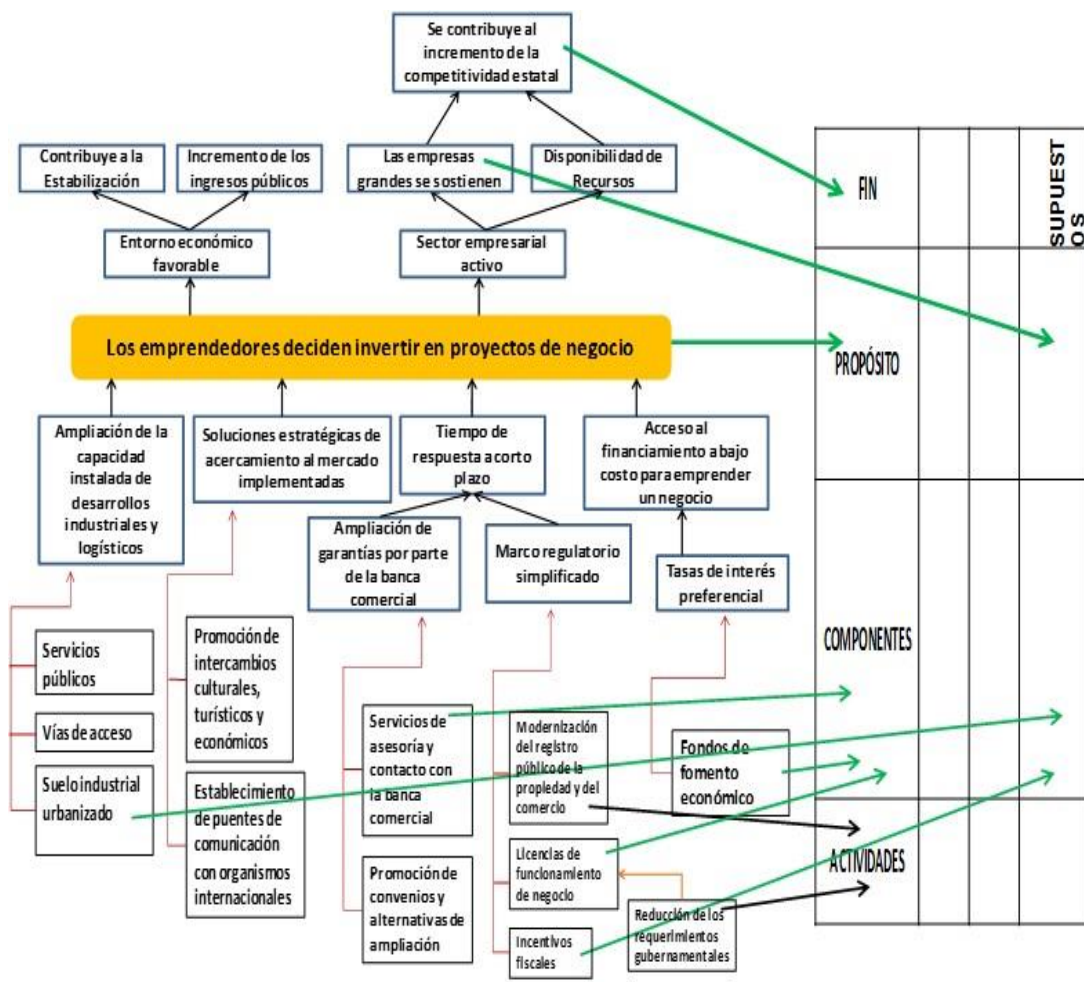 Se contribuye al
incremento de la
competitividad estatal
Contribuye a la
Estabilización
Incremento de los
ingresos públicos
Las empresas
grandes se sostienen
Disponibilidad de
Recursos
Entorno económico
favorable
Sector empresarial
activo
Los emprendedores deciden invertir en proyectos de negocio
Ampliación de la
capacidad
instalada de
desarrollos
industriales y
logísticos
Soluciones estratégicas de
acercamiento al mercado
implementadas
Tiempo de
respuesta a corto
plazo
Acceso al
financiamiento a bajo
costo para emprender
un negocio
Ampliación de
garantías por parte
de la banca
comercial
Marco regulatorio
simplificado
Tasas de interés
preferencial
Servicios
públicos
Vías de acceso
Suelo industrial
urbanizado
Promoción de
intercambios
culturales,
turísticos y
económicos
Establecimiento
de puentes de
comunicación
con organismos
internacionales
Servicios de
asesoría y
contacto con
la banca
comercial
Promoción de
convenios y
alternativas de
ampliación
Modernización
del registro
público de la
propiedad y del
comercio
Licencias de
funcionamiento
de negocio
Incentivos
fiscales
Fondos de
fomento
económico
Reducción de los
requerimientos
gubernamentales
FIN
SUPUEST
OS
PROPÓSITO
COMPONENTES
ACTIVIDADES